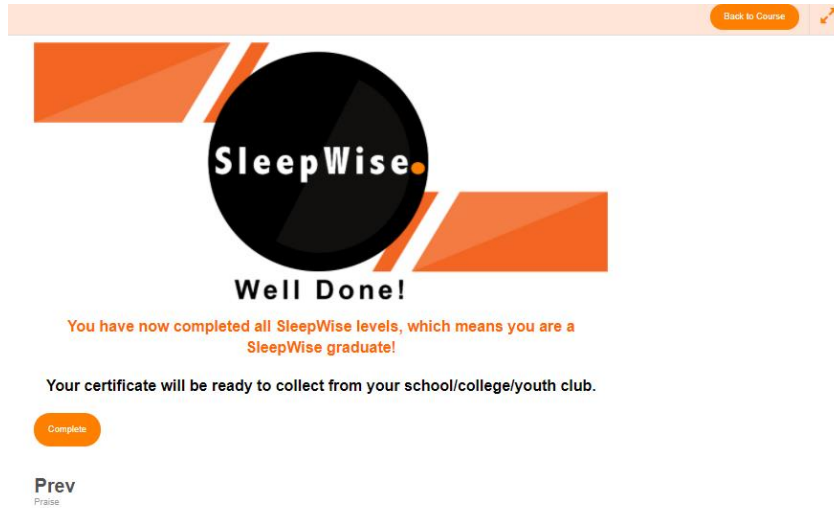 Back to Course
SleepWise.
Well Done!
You have now completed all SleepWise levels, which means you are a
SleepWise graduate!
Your certificate will be ready to collect from your school/college/youth club.
Complete
Prev
Praise